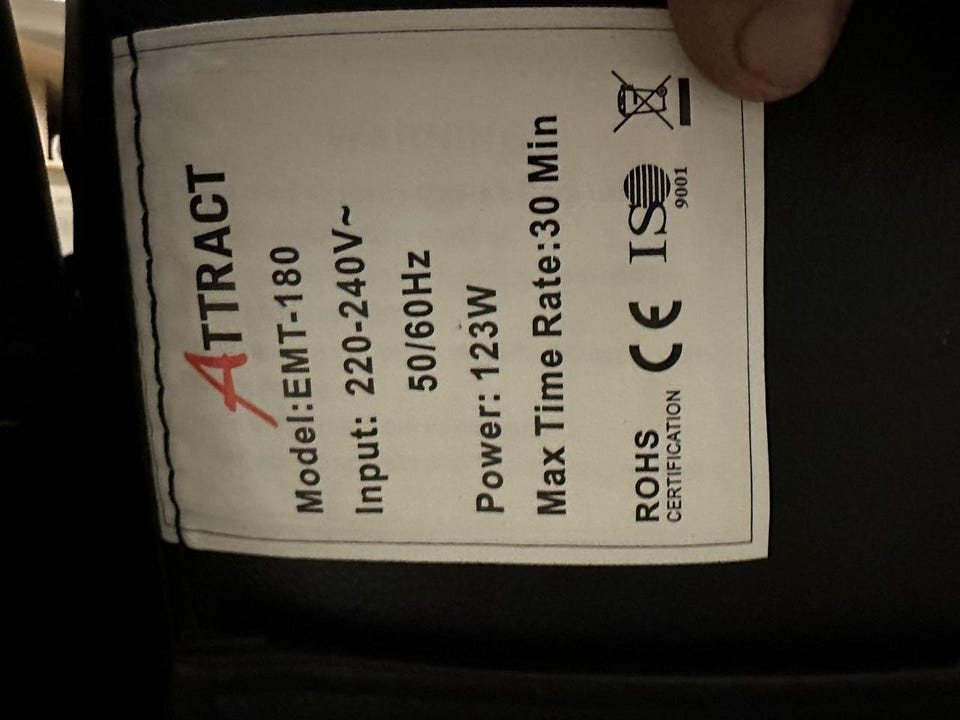 ATTRACT
Model:EMT-180
Input: 220-240V~
50/60Hz
Power: 123W
Max Time Rate:30 Min
ROHS
CERTIFICATION
CE
ISO
9001